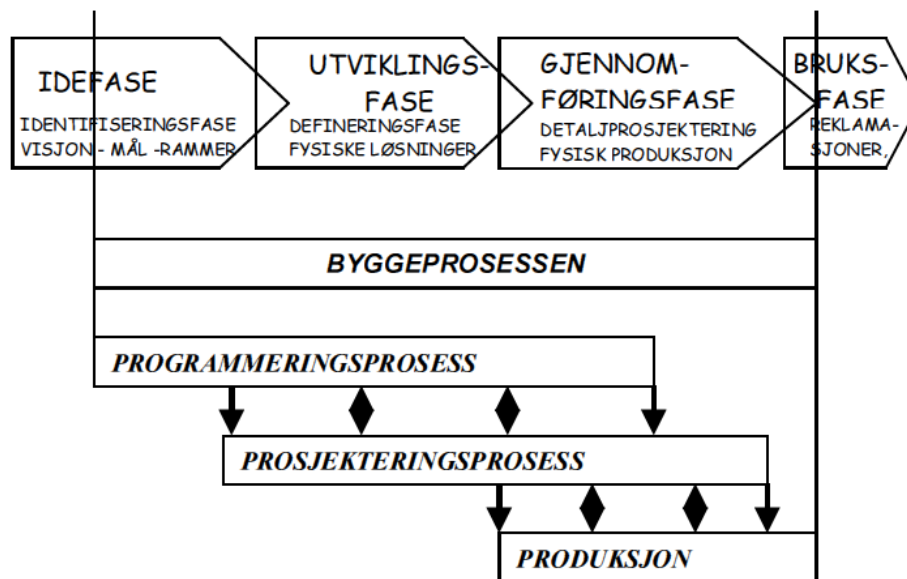 IDEFASE
IDENTIFISERINGSFASE
VISJON - MÅL -RAMMER
UTVIKLINGS-
FASE
DEFINERINGSFASE
FYSISKE LØSNINGER
GJENNOM-
FØRINGSFASE
DETALJPROSJEKTERING
FYSISK PRODUKSJON
BRUKS-
FASE
REKLAMA-
SJONER,
BYGGEPROSESSEN
PROGRAMMERINGSPROSESS
PROSJEKTERINGSPROSESS
PRODUKSJON